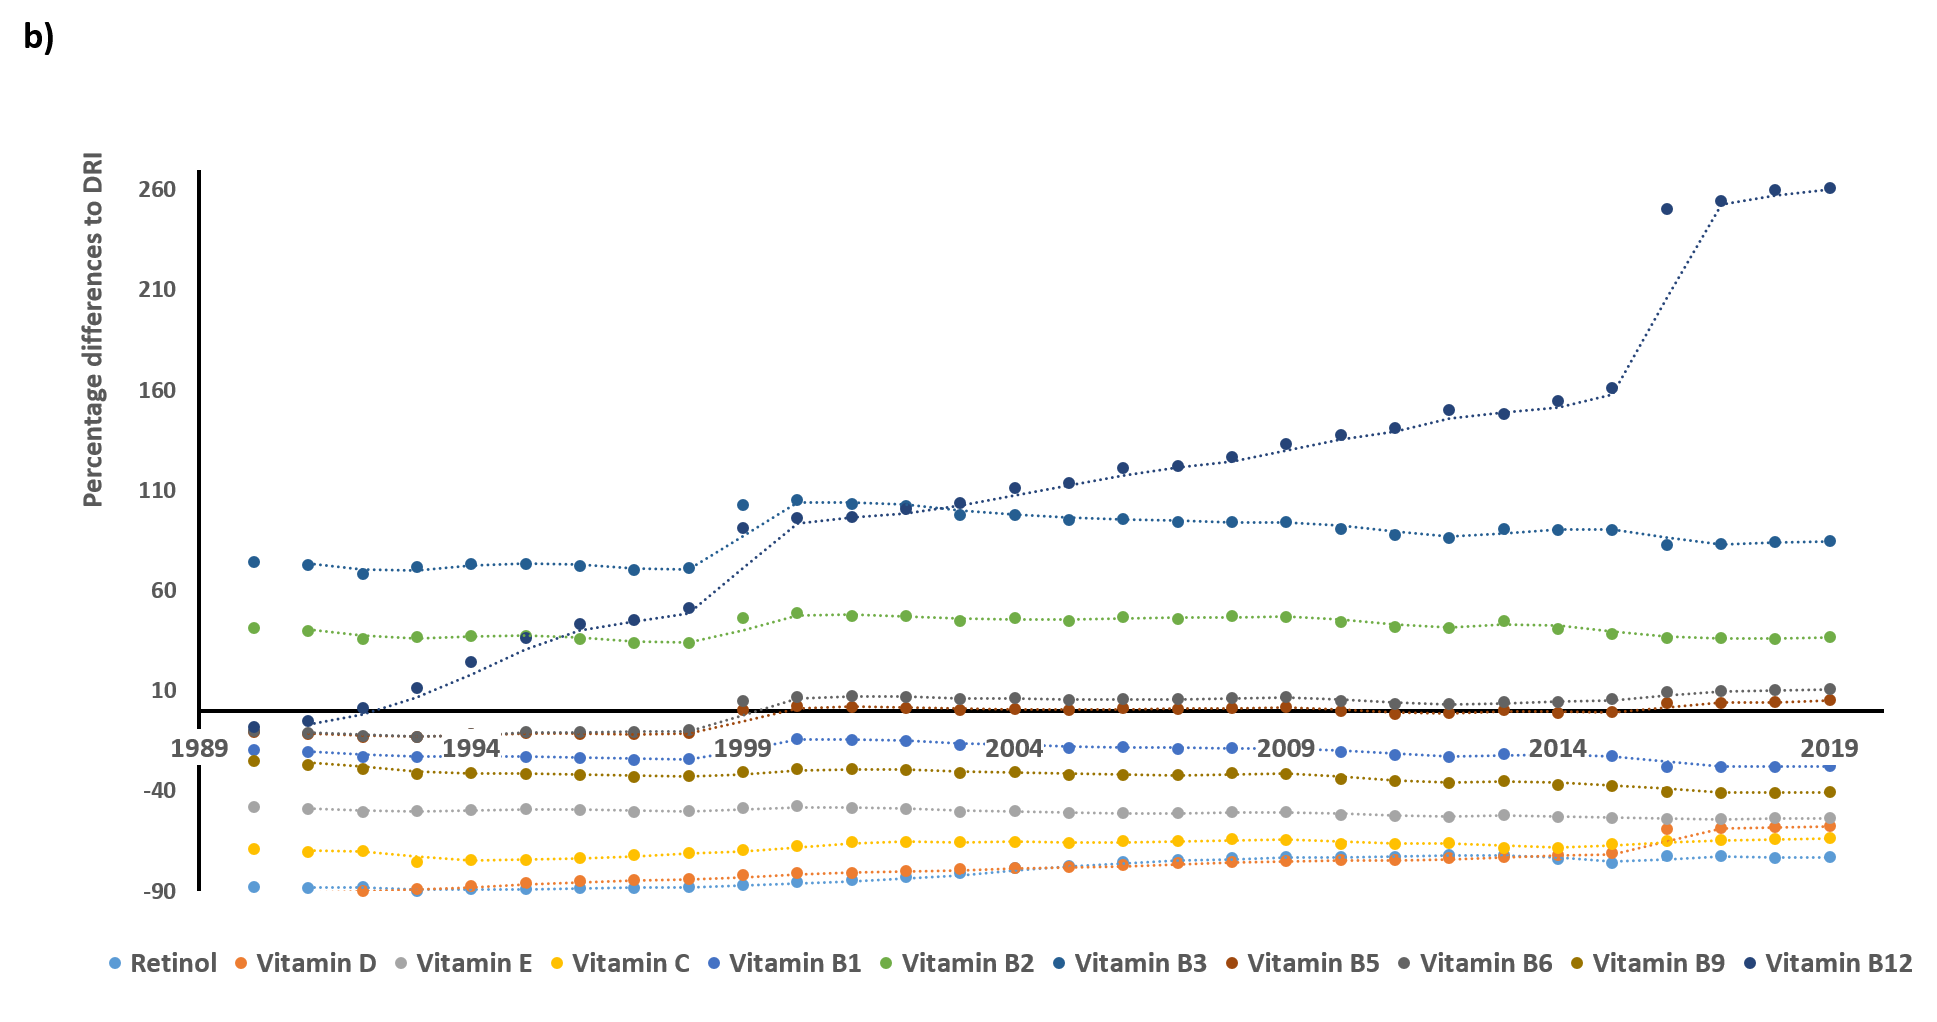 b)
Percentage differences to DRI
260
210
160
110
60
10
-40
-90
1989 1994 1999 2004 2009 2014 2019
Retinol Vitamin D Vitamin E Vitamin C Vitamin B1 Vitamin B2 Vitamin B3 Vitamin B5 Vitamin B6 Vitamin B9 Vitamin B12